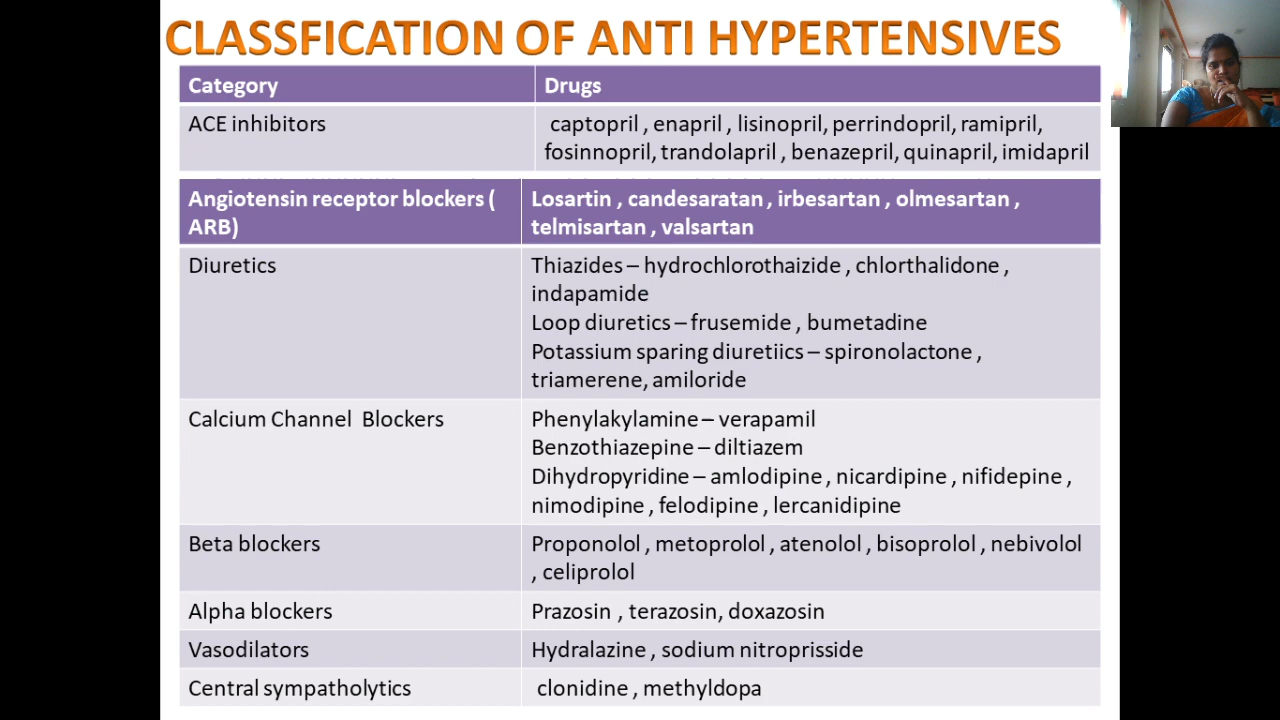 CLASSFICATION OF ANTI HYPERTENSIVES
Category Drugs
ACE inhibitors captopril , enapril , lisinopril, perrindopril, ramipril,
fosinnopril, trandolapril , benazepril, quinapril, imidapril
Angiotensin receptor blockers ( Losartin , candesaratan , irbesartan , olmesartan ,
ARB) telmisartan , valsartan
Diuretics Thiazides – hydrochlorothaizide , chlorthalidone ,
indapamide
Loop diuretics – frusemide , bumetadine
Potassium sparing diuretiics – spironolactone ,
triamerene, amiloride
Calcium Channel Blockers Phenylakylamine – verapamil
Benzothiazepine – diltiazem
Dihydropyridine – amlodipine , nicardipine , nifidepine ,
nimodipine , felodipine , lercanidipine
Beta blockers Proponolol , metoprolol , atenolol , bisoprolol , nebivolol
, celiprolol
Alpha blockers Prazosin , terazosin, doxazosin
Vasodilators Hydralazine , sodium nitroprisside
Central sympatholytics clonidine , methyldopa